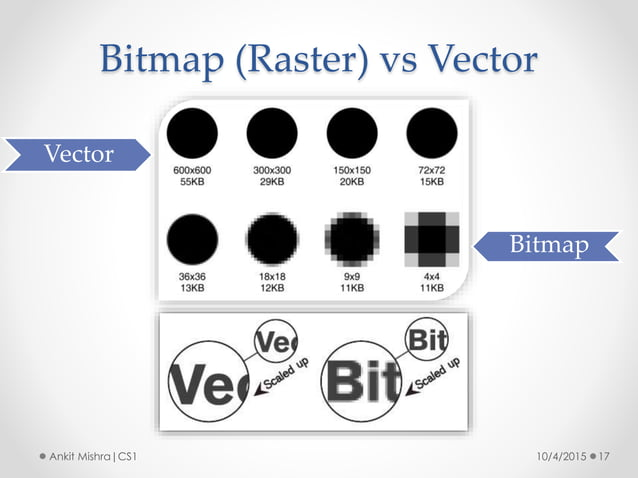 Bitmap (Raster) vs Vector
Vector
600x600 300x300 150x150 72x72
55KB 29KB 20KB 15KB
Bitmap
36x36 18x18 9x9 4x4
13KB 12KB 11KB 11KB
Vec Bit
Vec Scaled up Bit Scaled up
Ankit Mishra|CS1 10/4/2015 17